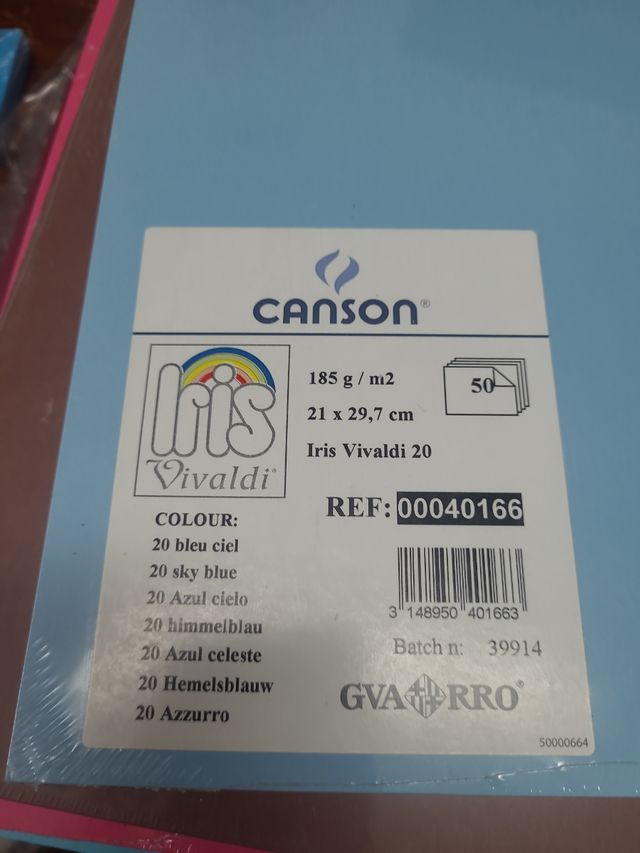 CANSON®
Iris
Vivaldi®
185 g / m2
21 x 29,7 cm
Iris Vivaldi 20
50
REF: 00040166
COLOUR:
20 bleu ciel
20 sky blue
20 Azul cielo
20 himmelblau
20 Azul celeste
20 Hemelsblauw
20 Azzurro
3 148950 401663
Batch n: 39914
GVARRO®
50000664